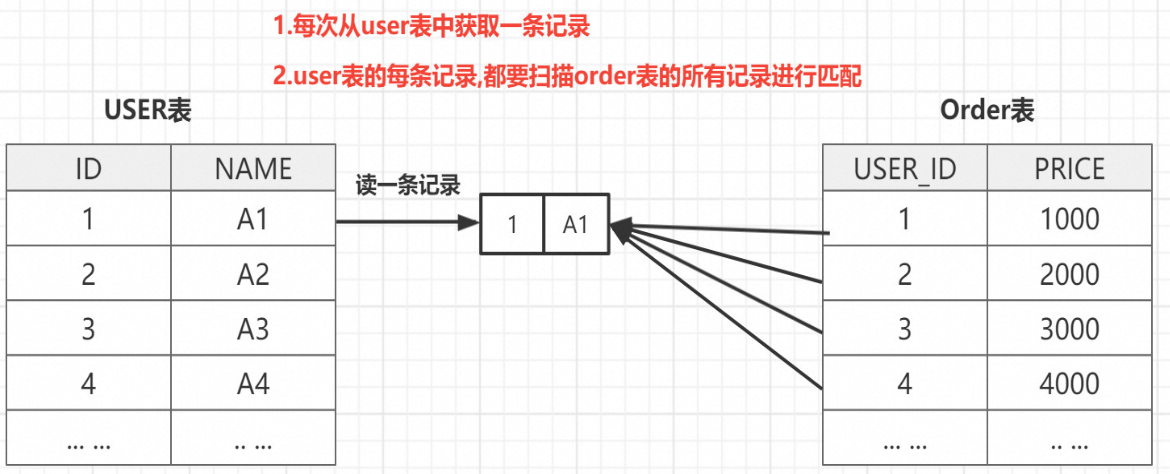 1.每次从user表中获取一条记录
2.user表的每条记录,都要扫描order表的所有记录进行匹配
USER表
Order表
ID NAME
1 A1
2 A2
3 A3
4 A4
... ... .. ...
读一条记录
1 A1
USER_ID PRICE
1 1000
2 2000
3 3000
4 4000
... ... .. ...